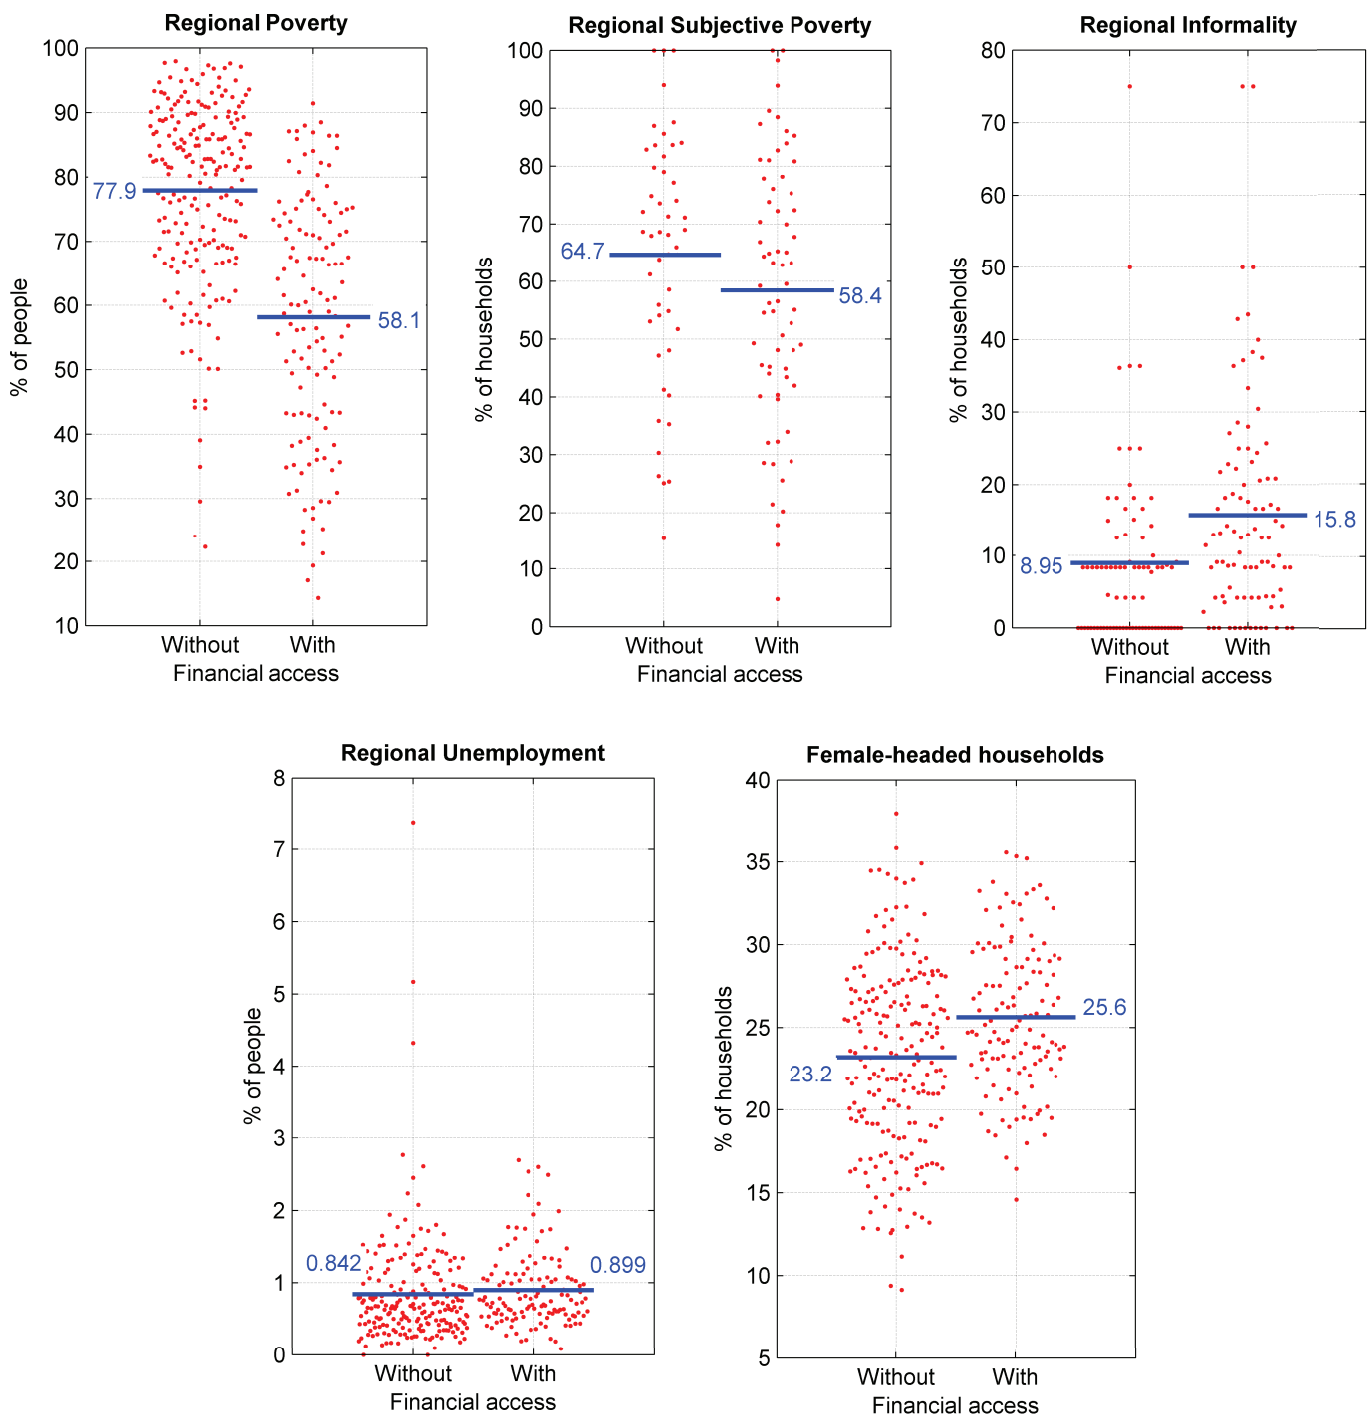 Regional Poverty
100
90
80
70
60
50
40
30
20
10
% of people
77.9
58.1
Without With
Financial access
Regional Subjective Poverty
100
90
80
70
60
50
40
30
20
10
0
% of households
64.7
58.4
Without With
Financial access
Regional Informality
80
70
60
50
40
30
20
10
0
% of households
8.95
15.8
Without With
Financial access
Regional Unemployment
8
7
6
5
4
3
2
1
0
% of people
0.842
0.899
Without With
Financial access
Female-headed households
40
35
30
25
20
15
10
5
% of households
23.2
25.6
Without With
Financial access